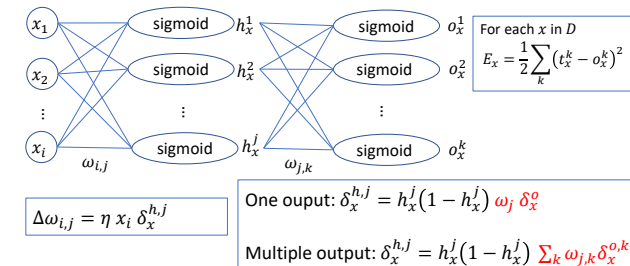 x₁ sigmoid h_x^1 sigmoid o_x^1
x₂ sigmoid h_x^2 sigmoid o_x^2
⋮ ⋮ ⋮
x_i sigmoid h_x^j sigmoid o_x^k
ω_{i,j} ω_{j,k}
For each x in D
E_x = 1/2 ∑_k (t_x^k − o_x^k)^2
Δω_{i,j} = η x_i δ_x^{h,j}
One ouput: δ_x^{h,j} = h_x^j(1 − h_x^j) ω_j δ_x^o
Multiple output: δ_x^{h,j} = h_x^j(1 − h_x^j) ∑_k ω_{j,k} δ_x^{o,k}